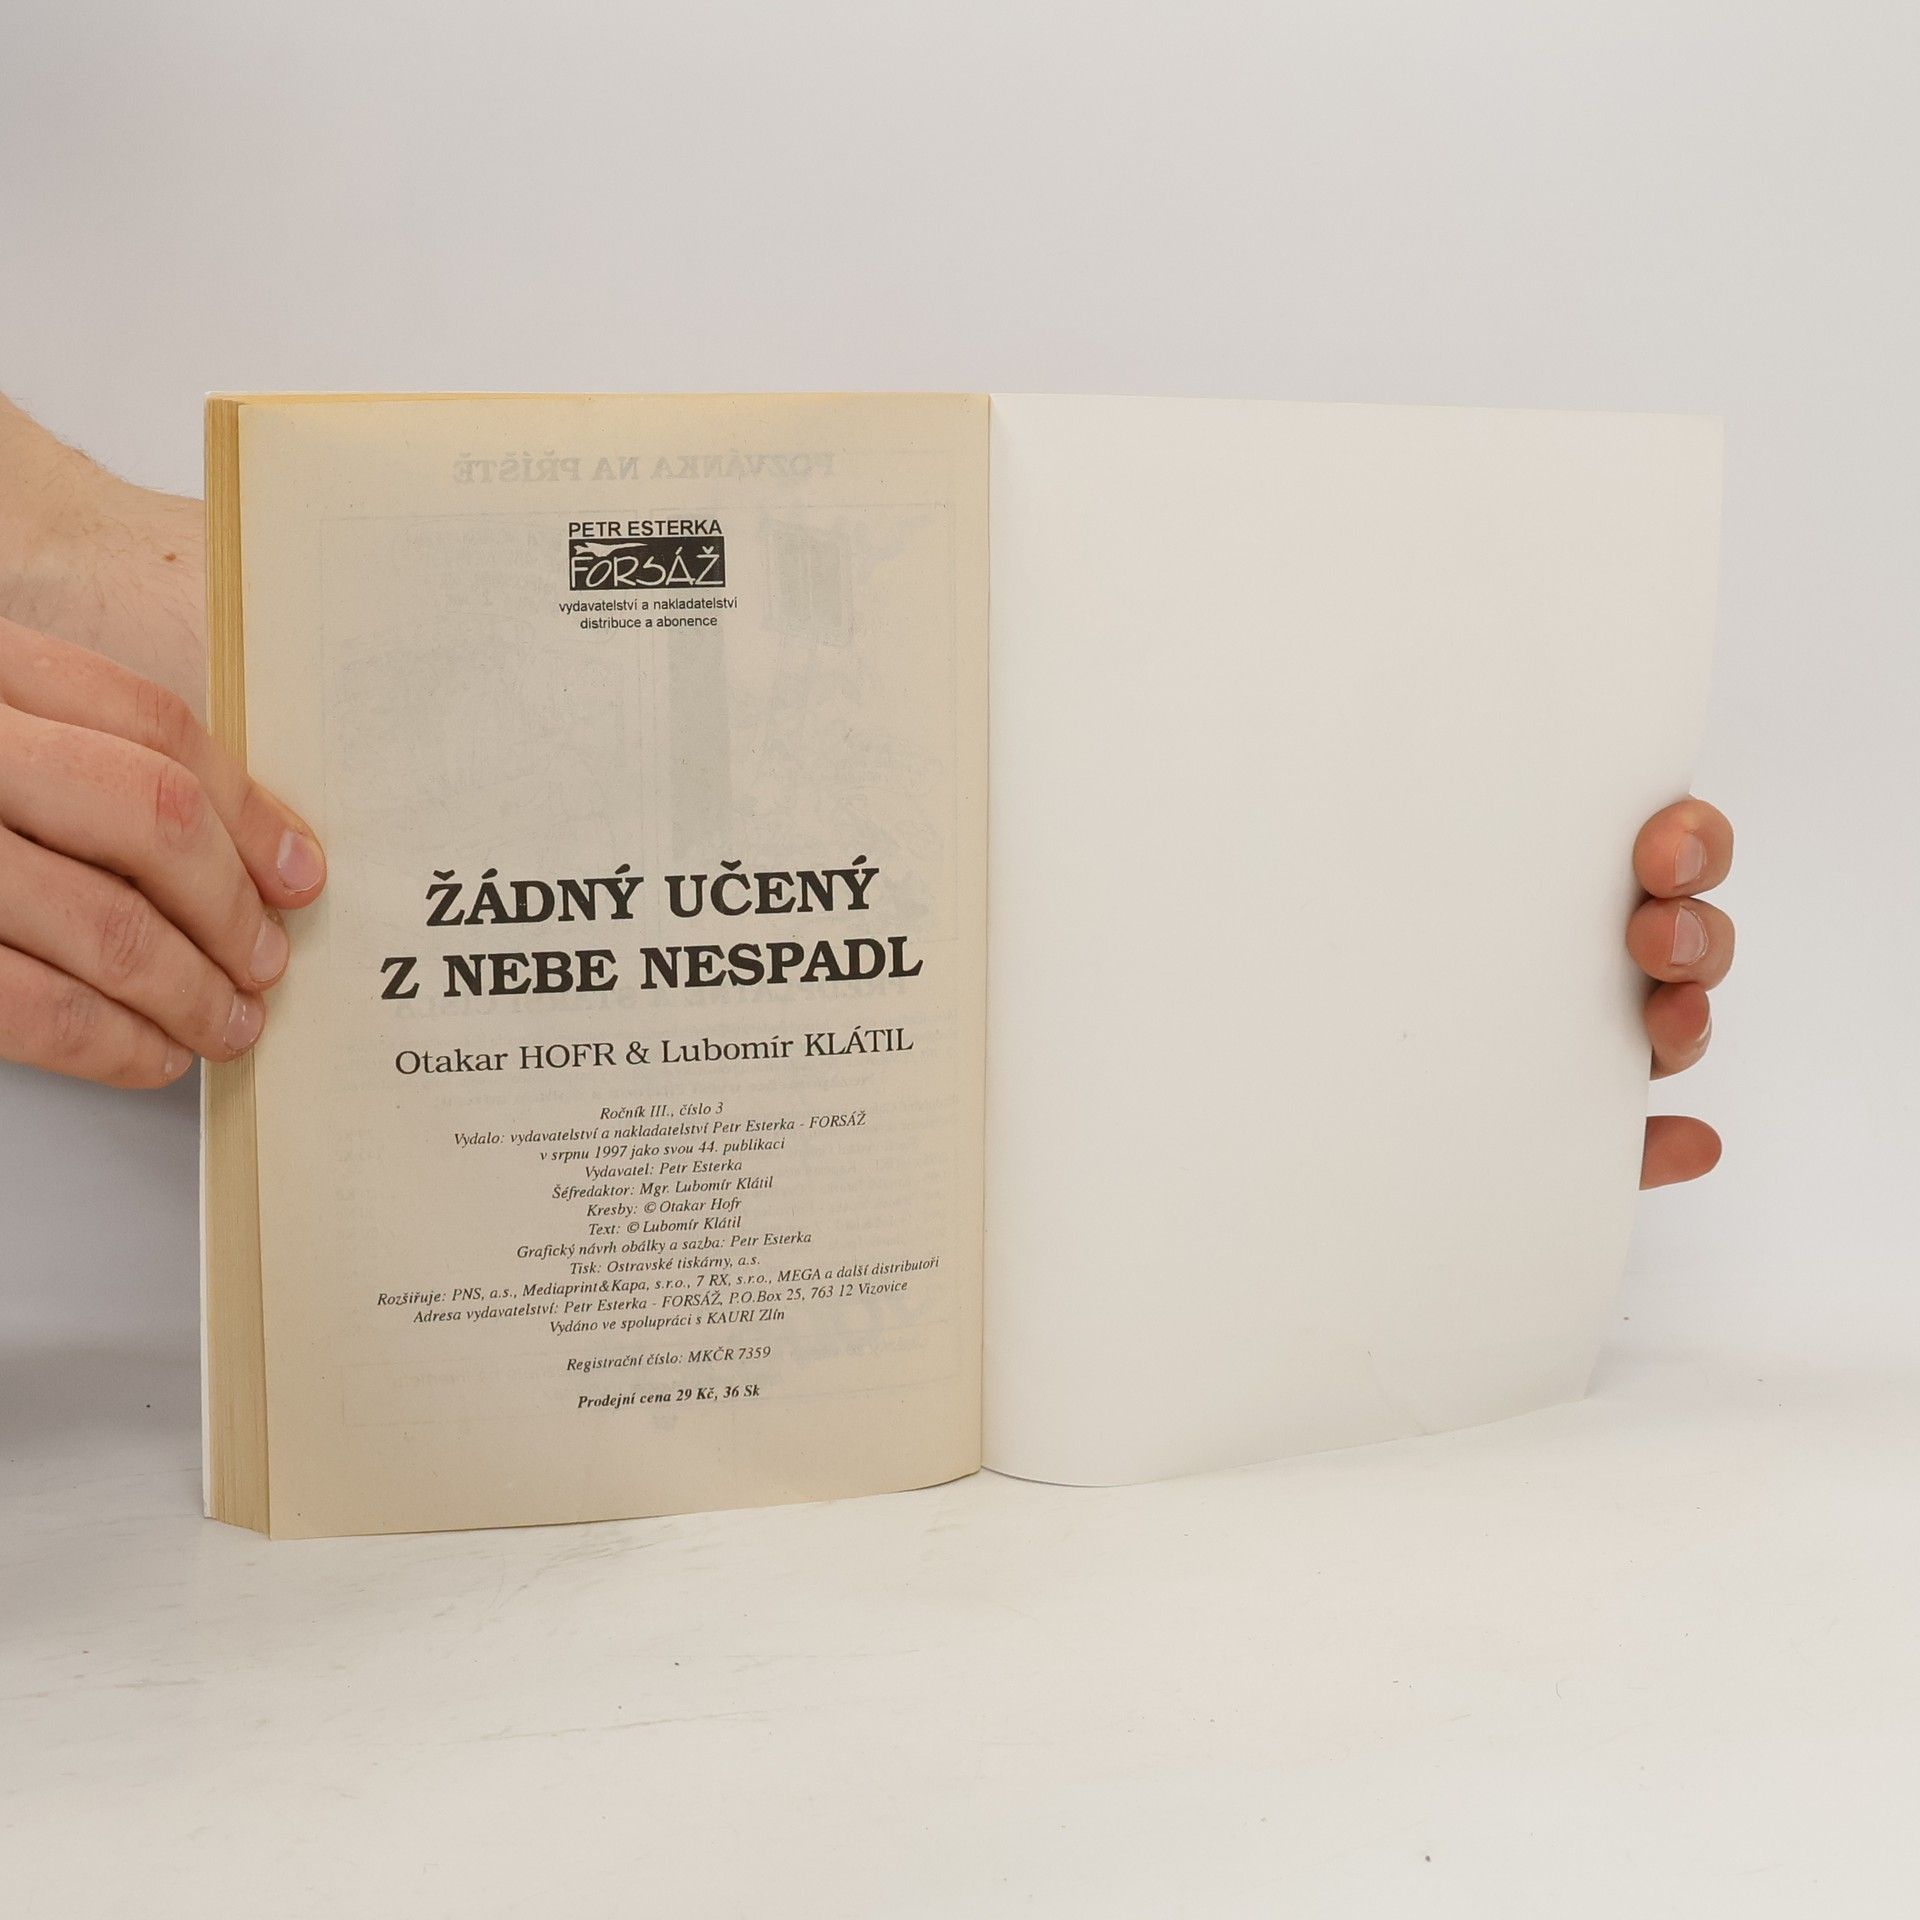 POZVÁNKA NA PŘÍŠTĚ
PETR ESTERKA
FORSÁŽ
vydavatelství a nakladatelství
distribuce a abonence
ŽÁDNÝ UČENÝ
Z NEBE NESPADL
Otakar HOFR & Lubomír KLÁTIL
Ročník III., číslo 3
Vydalo: vydavatelství a nakladatelství Petr Esterka - FORSÁŽ
v srpnu 1997 jako svou 44. publikaci
Vydavatel: Petr Esterka
Šéfredaktor: Mgr. Lubomír Klátil
Kresby: © Otakar Hofr
Text: © Lubomír Klátil
Grafický návrh obálky a sazba: Petr Esterka
Tisk: Ostravské tiskárny, a.s.
Rozšiřuje: PNS, a.s., Mediaprint&Kapa, s.r.o., 7 RX, s.r.o., MEGA a další distributoři
Adresa vydavatelství: Petr Esterka - FORSÁŽ, P.O.Box 25, 763 12 Vizovice
Vydáno ve spolupráci s KAURI Zlín
Registrační číslo: MKČR 7359
Prodejní cena 29 Kč, 36 Sk